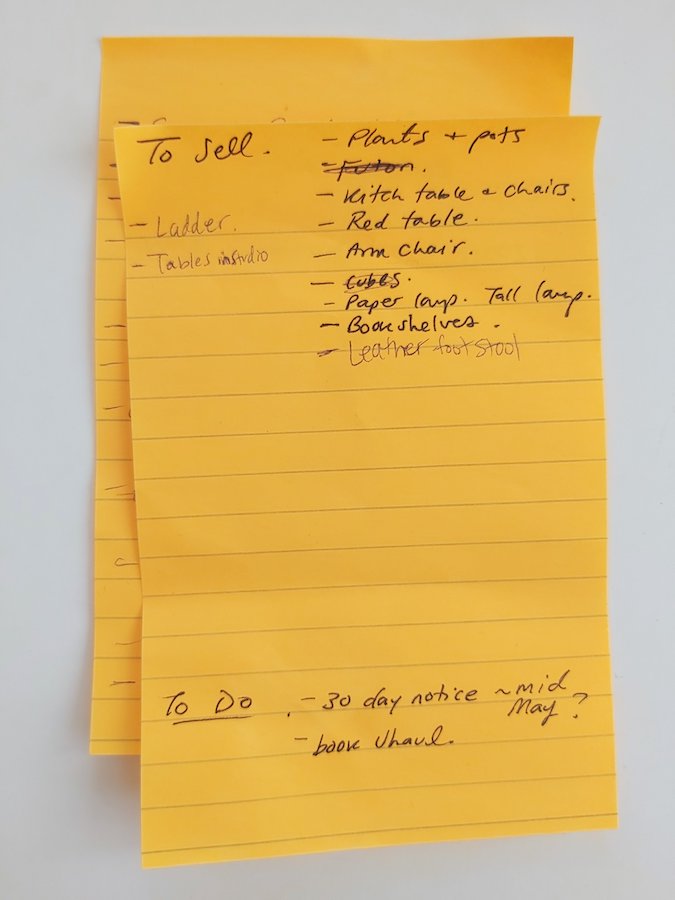 To Sell.
- Plants + pots
- Futon.
- Kitch table & chairs.
- Red table.
- Arm chair.
- Cubes.
- Paper lamp. Tall lamp.
- Bookshelves.
- Leather foot stool
- Ladder.
- Tables in studio
To Do
- 30 day notice ~ mid
May?
- book Uhaul.